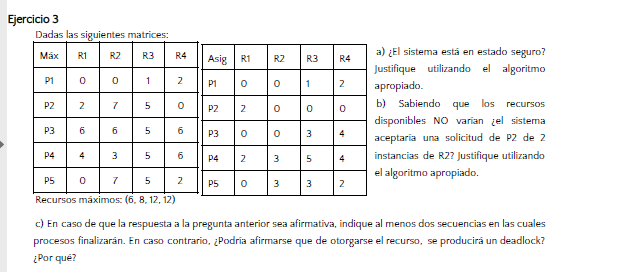 Ejercicio 3
Dadas las siguientes matrices:
Máx R1 R2 R3 R4
P1 0 0 1 2
P2 2 7 5 0
P3 6 6 5 6
P4 4 3 5 6
P5 0 7 5 2
Recursos máximos: (6, 8, 12, 12)
Asig R1 R2 R3 R4
P1 0 0 1 2
P2 2 0 0 0
P3 0 0 3 4
P4 2 3 5 4
P5 0 3 3 2
a) ¿El sistema está en estado seguro?
Justifique utilizando el algoritmo
apropiado.
b) Sabiendo que los recursos
disponibles NO varían ¿el sistema
aceptaría una solicitud de P2 de 2
instancias de R2? Justifique utilizando
el algoritmo apropiado.
c) En caso de que la respuesta a la pregunta anterior sea afirmativa, indique al menos dos secuencias en las cuales
procesos finalizarán. En caso contrario, ¿Podría afirmarse que de otorgarse el recurso, se producirá un deadlock?
¿Por qué?